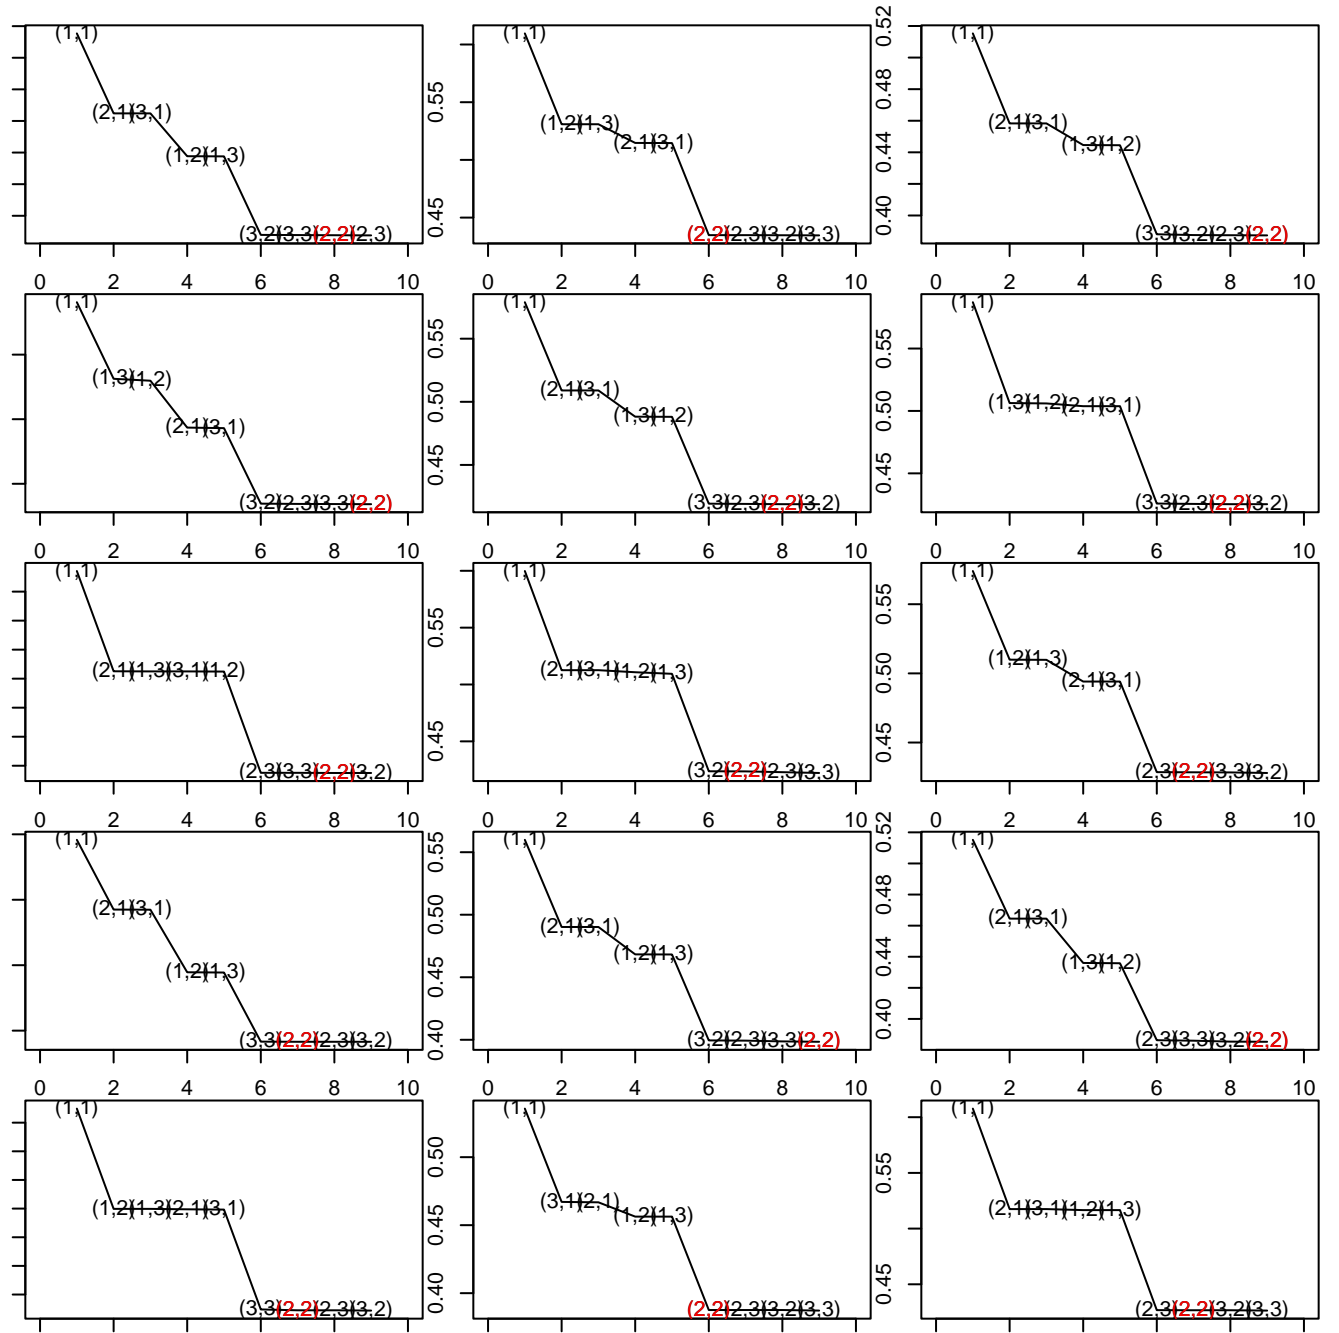 (1,1) (2,1) (3,1) (1,2) (1,3) (3,2) (3,3) (2,2) (2,3)
0.45 0.55
(1,1) (1,2) (1,3) (2,1) (3,1) (2,2) (2,3) (3,2) (3,3)
0.40 0.44 0.48 0.52
(1,1) (2,1) (3,1) (1,3) (1,2) (3,3) (3,2) (2,3) (2,2)
0 2 4 6 8 10 0 2 4 6 8 10 0 2 4 6 8 10
(1,1) (1,3) (1,2) (2,1) (3,1) (3,2) (2,3) (3,3) (2,2)
0.45 0.50 0.55
(1,1) (2,1) (3,1) (1,3) (1,2) (3,3) (2,3) (2,2) (3,2)
0.45 0.50 0.55
(1,1) (1,3) (1,2) (2,1) (3,1) (3,3) (2,3) (2,2) (3,2)
0 2 4 6 8 10 0 2 4 6 8 10 0 2 4 6 8 10
(1,1) (2,1) (1,3) (3,1) (1,2) (2,3) (3,3) (2,2) (3,2)
0.45 0.55
(1,1) (2,1) (3,1) (1,2) (1,3) (3,2) (2,2) (2,3) (3,3)
0.45 0.50 0.55
(1,1) (1,2) (1,3) (2,1) (3,1) (2,3) (2,2) (3,3) (3,2)
0 2 4 6 8 10 0 2 4 6 8 10 0 2 4 6 8 10
(1,1) (2,1) (3,1) (1,2) (1,3) (3,3) (2,2) (2,3) (3,2)
0.40 0.45 0.50 0.55
(1,1) (2,1) (3,1) (1,2) (1,3) (3,2) (2,3) (3,3) (2,2)
0.40 0.44 0.48 0.52
(1,1) (2,1) (3,1) (1,3) (1,2) (2,3) (3,3) (3,2) (2,2)
0 2 4 6 8 10 0 2 4 6 8 10 0 2 4 6 8 10
(1,1) (1,2) (1,3) (2,1) (3,1) (3,3) (2,2) (2,3) (3,2)
0.40 0.45 0.50
(1,1) (3,1) (2,1) (1,2) (1,3) (2,2) (2,3) (3,2) (3,3)
0.45 0.55
(1,1) (2,1) (3,1) (1,2) (1,3) (2,3) (2,2) (3,2) (3,3)